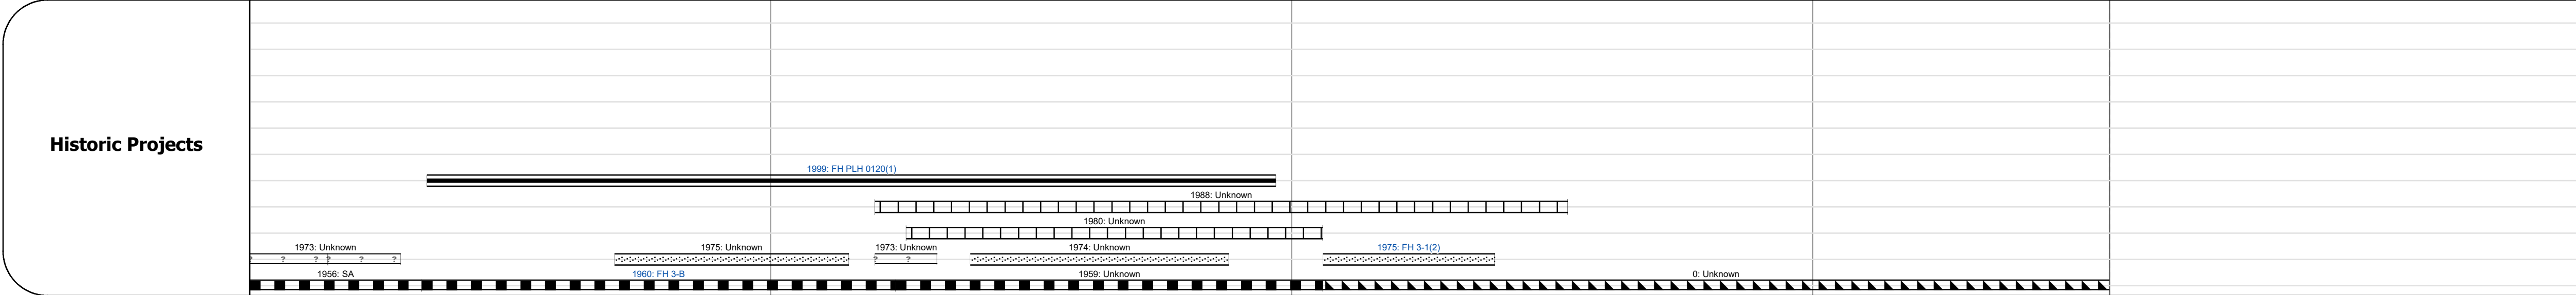 Historic Projects
1999: FH PLH 0120(1)
1988: Unknown
1980: Unknown
1973: Unknown
1975: Unknown
1973: Unknown
1974: Unknown
1975: FH 3-1(2)
? ? ? ? ? ?
? ?
1956: SA
1960: FH 3-B
1959: Unknown
0: Unknown